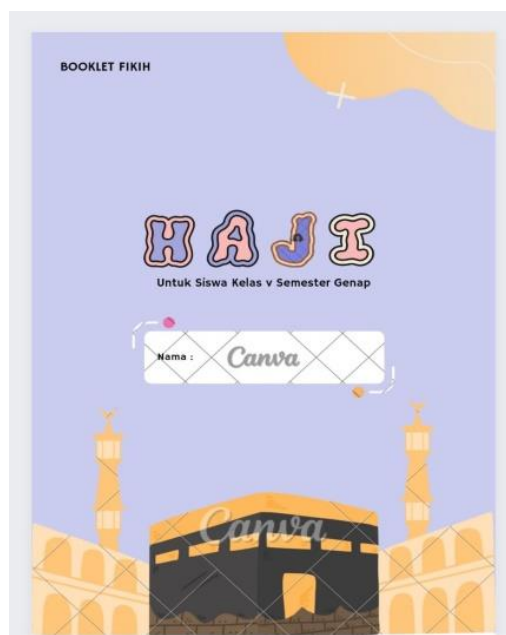 BOOKLET FIKIH
HAJI
Untuk Siswa Kelas v Semester Genap
Nama :
Canva
Canva